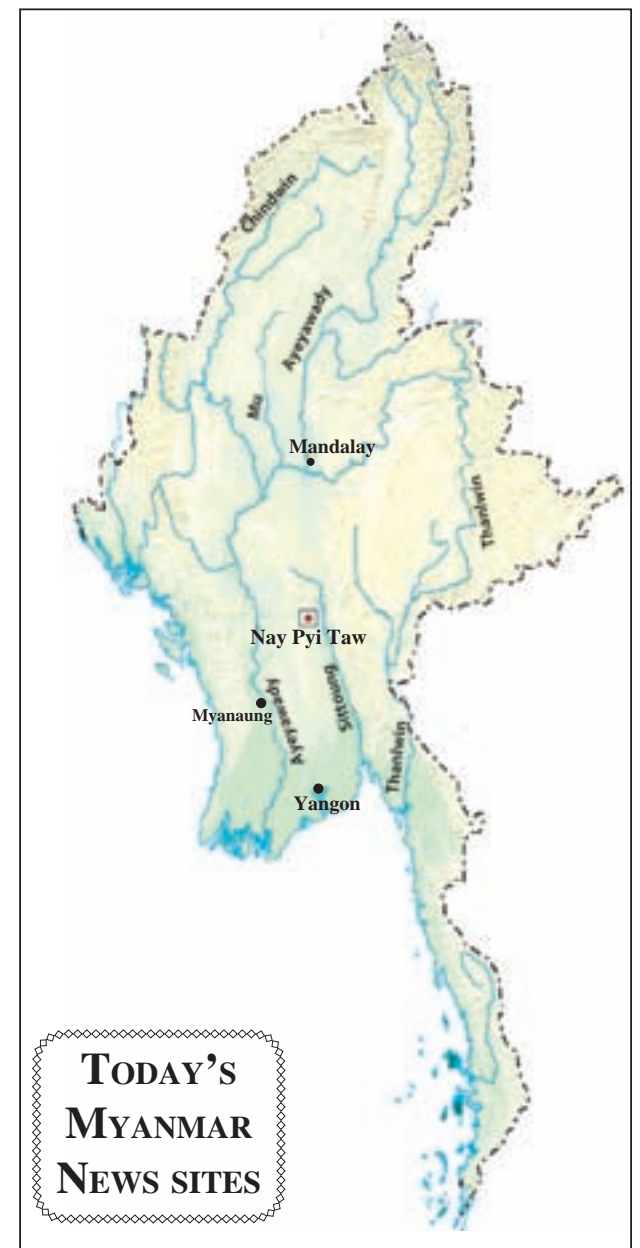 Chindwin
Ayeyawady
Mu
Mandalay
Thanlwin
Nay Pyi Taw
Myanaung
Ayeyawady
Sittoung
Thanlwin
Yangon
TODAY'S
MYANMAR
NEWS SITES